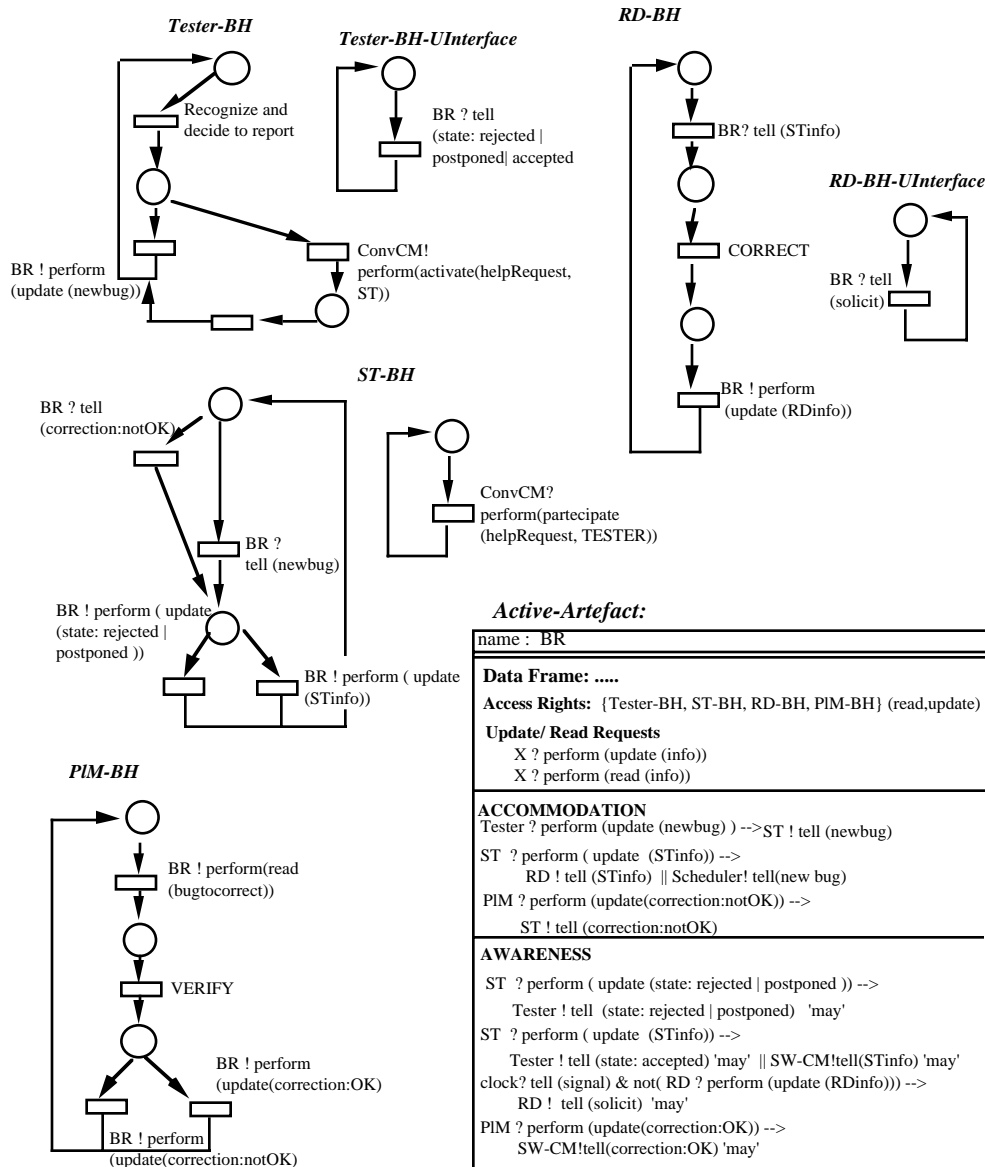 Tester-BH
Recognize and
decide to report
BR ! perform
(update (newbug))
ConvCM!
perform(activate(helpRequest,
ST))
Tester-BH-UInterface
BR ? tell
(state: rejected |
postponed| accepted
RD-BH
BR? tell (STinfo)
CORRECT
BR ! perform
(update (RDinfo))
RD-BH-UInterface
BR ? tell
(solicit)
ST-BH
BR ? tell
(correction:notOK)
BR ?
tell (newbug)
BR ! perform ( update
(state: rejected |
postponed ))
BR ! perform ( update
(STinfo))
ConvCM?
perform(partecipate
(helpRequest, TESTER))
PlM-BH
BR ! perform(read
(bugtocorrect))
VERIFY
BR ! perform
(update(correction:OK)
BR ! perform
(update(correction:notOK)
Active-Artefact:
name : BR
Data Frame: .....
Access Rights: {Tester-BH, ST-BH, RD-BH, PlM-BH} (read,update)
Update/ Read Requests
X ? perform (update (info))
X ? perform (read (info))
ACCOMMODATION
Tester ? perform (update (newbug) ) -->ST ! tell (newbug)
ST ? perform ( update (STinfo)) -->
RD ! tell (STinfo) || Scheduler! tell(new bug)
PlM ? perform (update(correction:notOK)) -->
ST ! tell (correction:notOK)
AWARENESS
ST ? perform ( update (state: rejected | postponed )) -->
Tester ! tell (state: rejected | postponed) 'may'
ST ? perform ( update (STinfo)) -->
Tester ! tell (state: accepted) 'may' || SW-CM!tell(STinfo) 'may'
clock? tell (signal) & not( RD ? perform (update (RDinfo))) -->
RD ! tell (solicit) 'may'
PlM ? perform (update(correction:OK)) -->
SW-CM!tell(correction:OK) 'may'